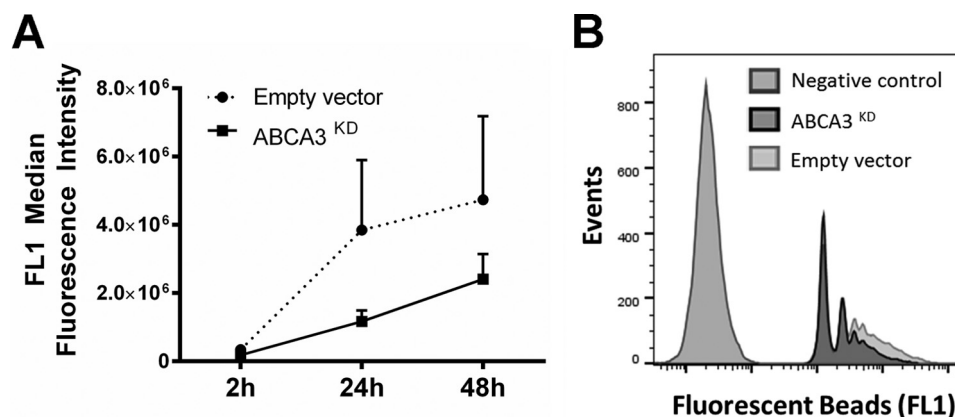 A
FL1 Median
Fluorescence Intensity
8.0×10⁶
6.0×10⁶
4.0×10⁶
2.0×10⁶
0
Empty vector
ABCA3 KD
2h
24h
48h
B
Events
800
600
400
200
0
Negative control
ABCA3 KD
Empty vector
Fluorescent Beads (FL1)